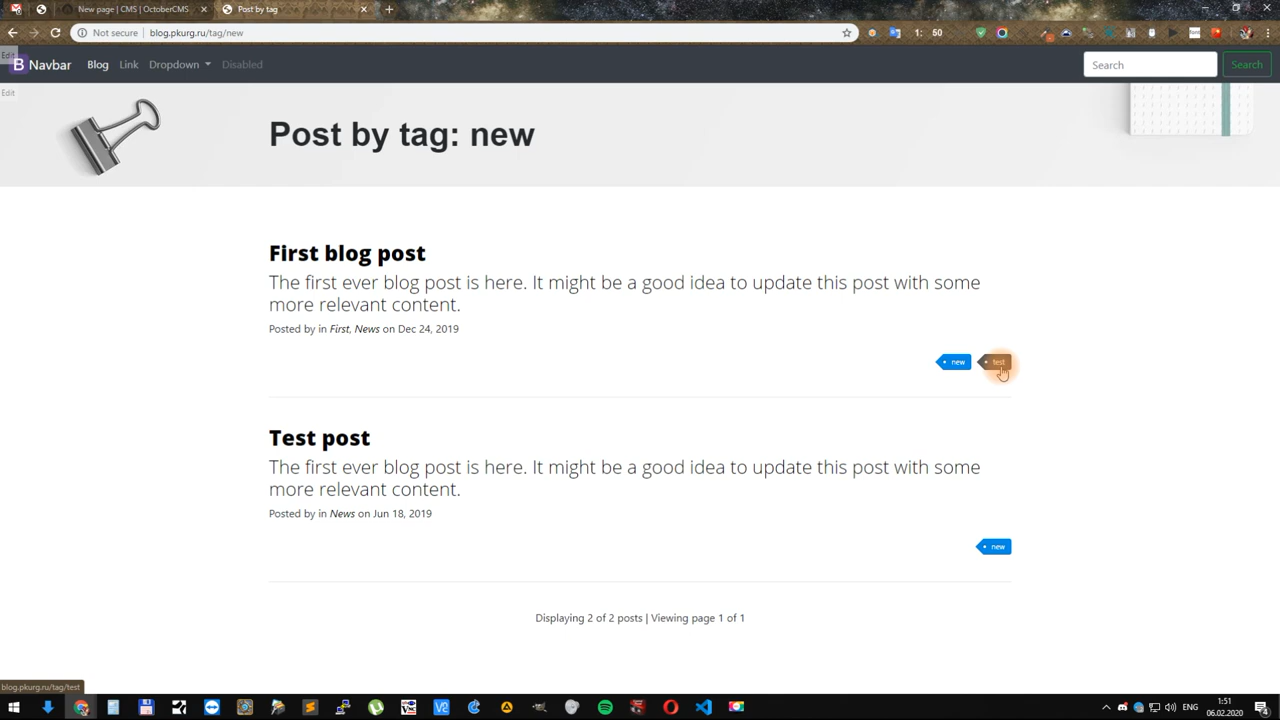 New page | CMS | OctoberCMS
Post by tag
Not secure | blog.pkurg.ru/tag/new
1: 50
Edit
B Navbar Blog Link Dropdown Disabled
Search Search
Edit
Post by tag: new
First blog post
The first ever blog post is here. It might be a good idea to update this post with some
more relevant content.
Posted by in First, News on Dec 24, 2019
new test
Test post
The first ever blog post is here. It might be a good idea to update this post with some
more relevant content.
Posted by in News on Jun 18, 2019
new
Displaying 2 of 2 posts | Viewing page 1 of 1
blog.pkurg.ru/tag/test
ENG
1:51
06.02.2020
4